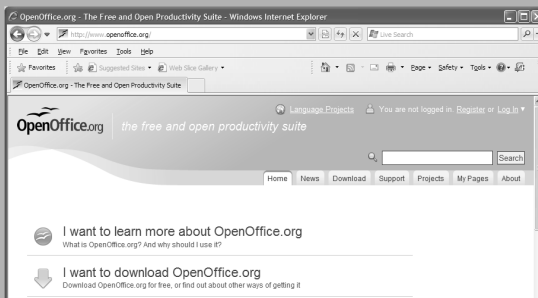 OpenOffice.org - The Free and Open Productivity Suite - Windows Internet Explorer
http://www.openoffice.org/
Live Search
File Edit View Favorites Tools Help
Favorites Suggested Sites Web Slice Gallery Page Safety Tools
OpenOffice.org - The Free and Open Productivity Suite
Language Projects You are not logged in. Register or Log In
OpenOffice.org the free and open productivity suite
Search
Home News Download Support Projects My Pages About
I want to learn more about OpenOffice.org
What is OpenOffice.org? And why should I use it?
I want to download OpenOffice.org
Download OpenOffice.org for free, or find out about other ways of getting it